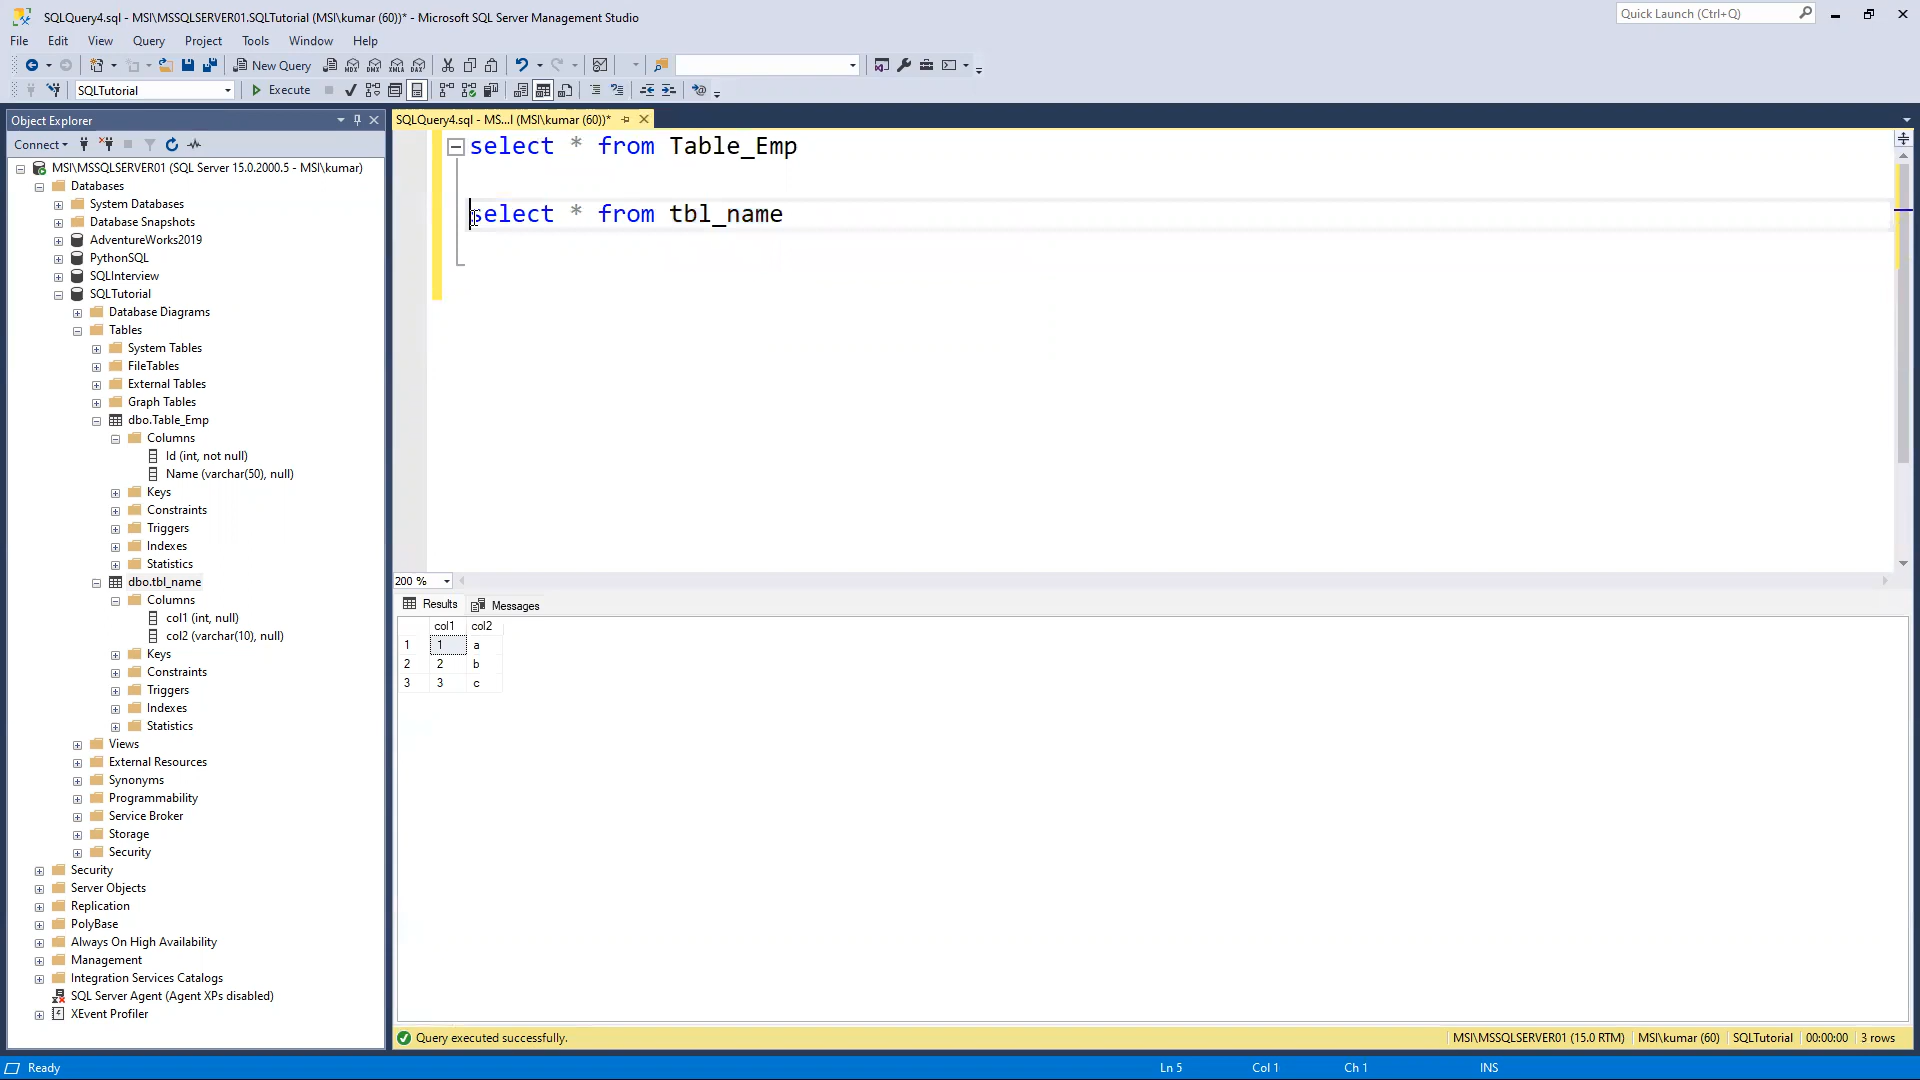 SQLQuery4.sql - MSI\MSSQLSERVER01.SQLTutorial (MSI\kumar (60))* - Microsoft SQL Server Management Studio
Quick Launch (Ctrl+Q)
File Edit View Query Project Tools Window Help
New Query
MDX DMX XMLA DAX
SQLTutorial
Execute
Object Explorer
SQLQuery4.sql - MS...l (MSI\kumar (60))*
Connect
MSI\MSSQLSERVER01 (SQL Server 15.0.2000.5 - MSI\kumar)
Databases
System Databases
Database Snapshots
AdventureWorks2019
PythonSQL
SQLInterview
SQLTutorial
Database Diagrams
Tables
System Tables
FileTables
External Tables
Graph Tables
dbo.Table_Emp
Columns
Id (int, not null)
Name (varchar(50), null)
Keys
Constraints
Triggers
Indexes
Statistics
dbo.tbl_name
Columns
col1 (int, null)
col2 (varchar(10), null)
Keys
Constraints
Triggers
Indexes
Statistics
Views
External Resources
Synonyms
Programmability
Service Broker
Storage
Security
Security
Server Objects
Replication
PolyBase
Always On High Availability
Management
Integration Services Catalogs
SQL Server Agent (Agent XPs disabled)
XEvent Profiler
select * from Table_Emp
select * from tbl_name
200 %
Results Messages
col1 col2
1 1 a
2 2 b
3 3 c
Query executed successfully.
MSI\MSSQLSERVER01 (15.0 RTM) MSI\kumar (60) SQLTutorial 00:00:00 3 rows
Ready Ln 5 Col 1 Ch 1 INS